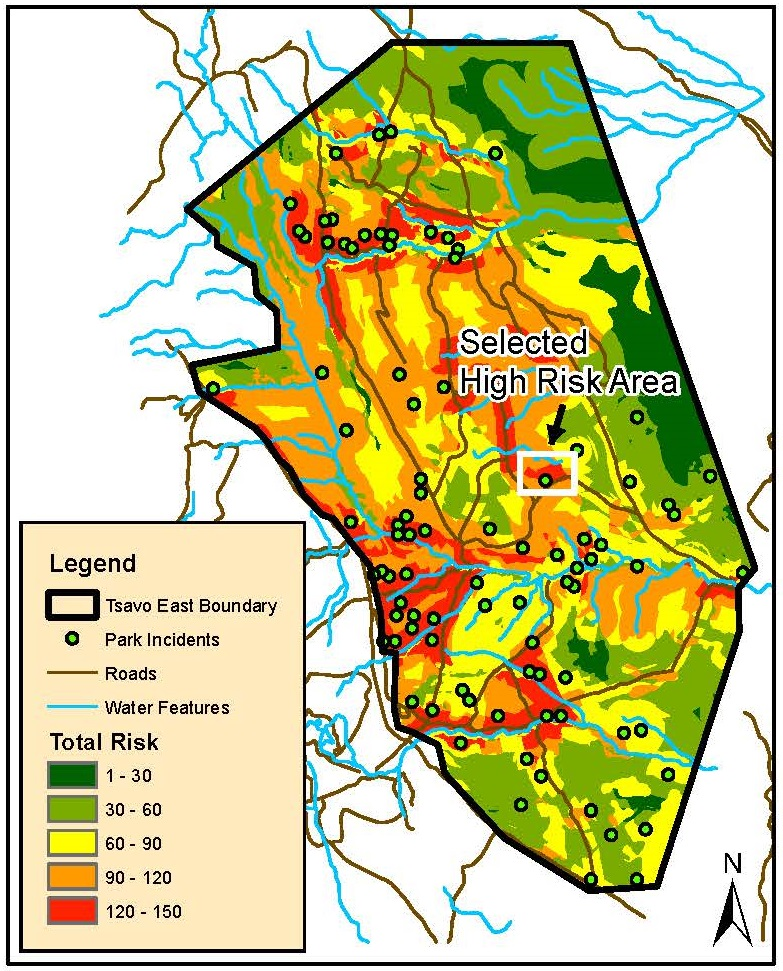 Selected
High Risk Area
Legend
Tsavo East Boundary
Park Incidents
Roads
Water Features
Total Risk
1 - 30
30 - 60
60 - 90
90 - 120
120 - 150
N